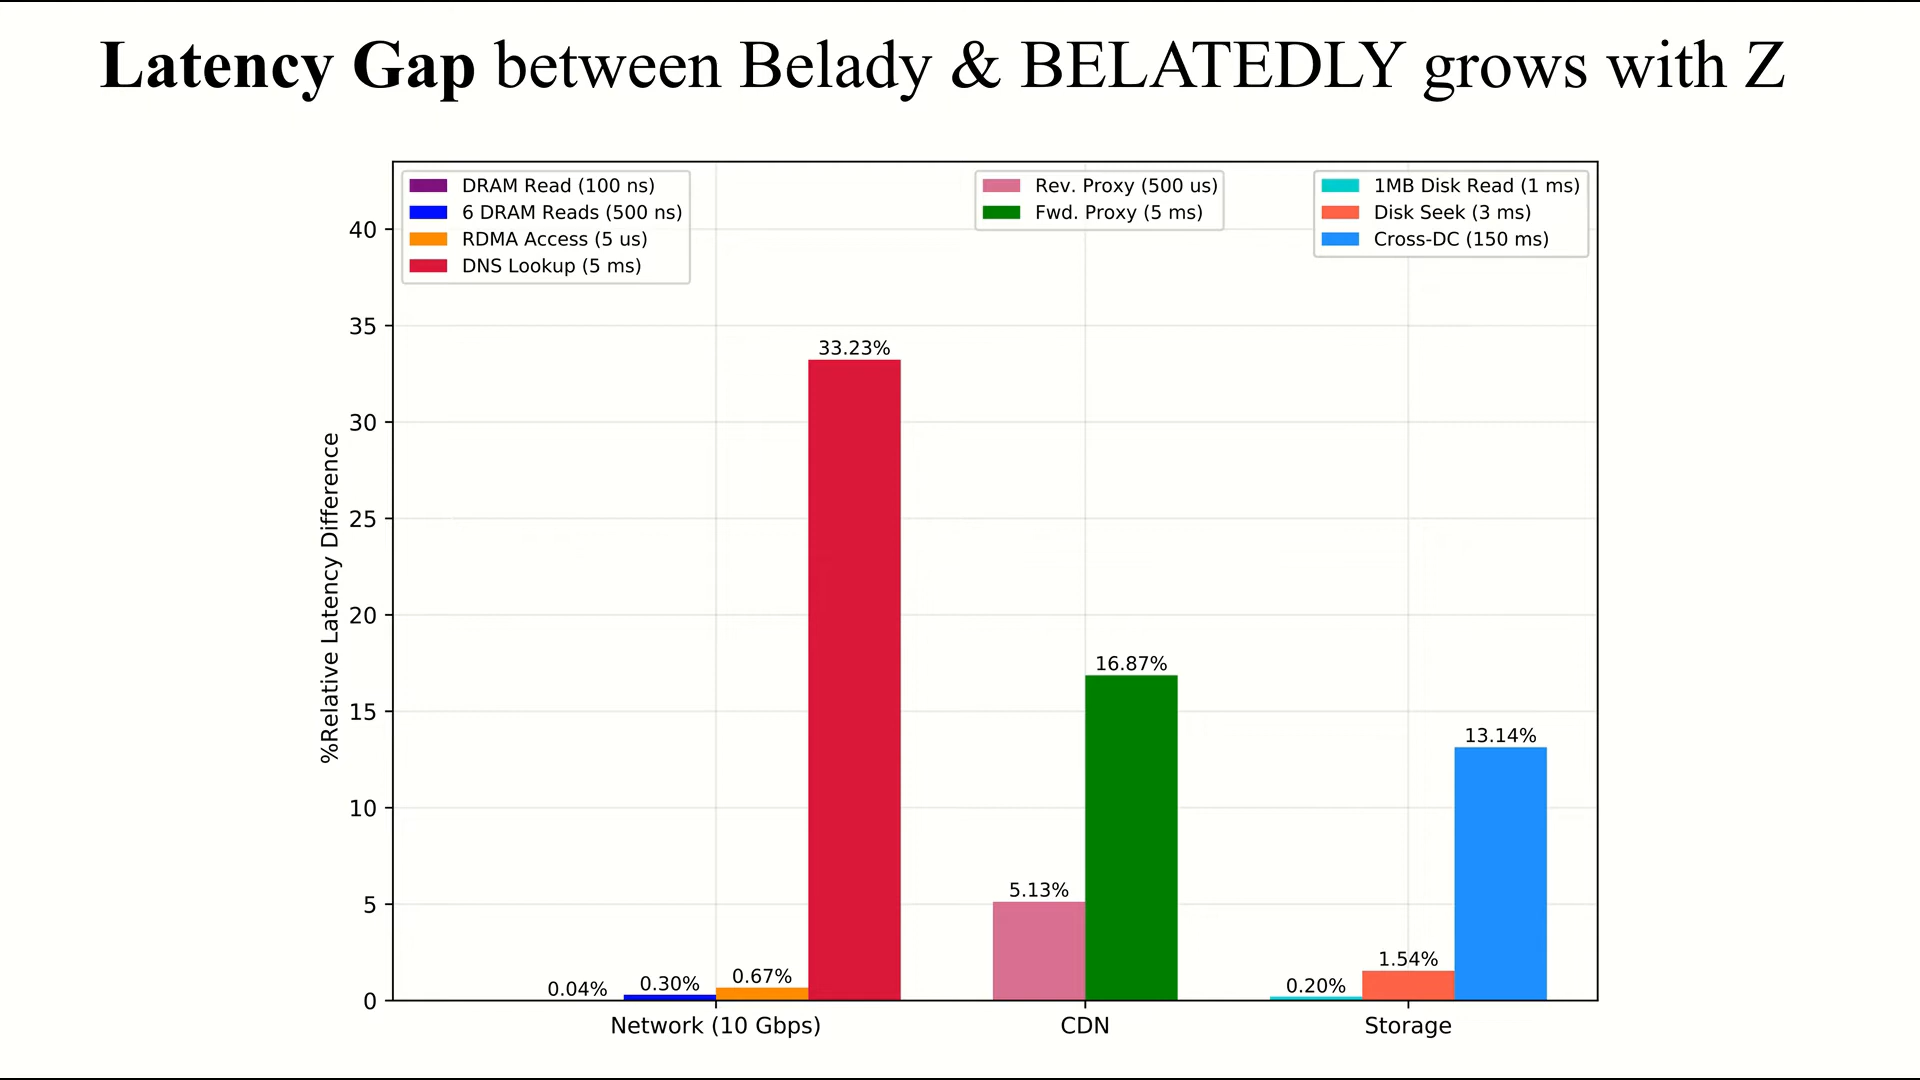 Latency Gap between Belady & BELATEDLY grows with Z
DRAM Read (100 ns)
6 DRAM Reads (500 ns)
RDMA Access (5 us)
DNS Lookup (5 ms)
Rev. Proxy (500 us)
Fwd. Proxy (5 ms)
1MB Disk Read (1 ms)
Disk Seek (3 ms)
Cross-DC (150 ms)
%Relative Latency Difference
40
35
30
25
20
15
10
5
0
0.04%
0.30%
0.67%
33.23%
5.13%
16.87%
0.20%
1.54%
13.14%
Network (10 Gbps)
CDN
Storage